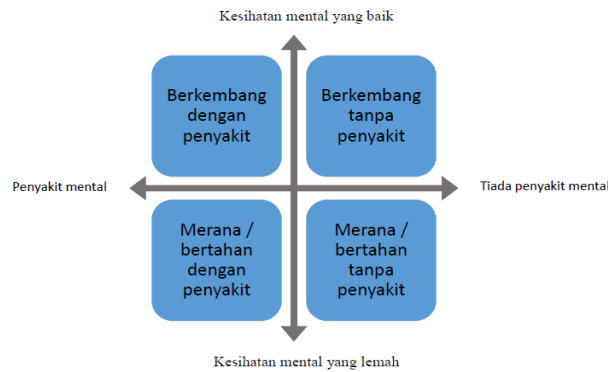 Kesihatan mental yang baik
Berkembang
dengan
penyakit
Berkembang
tanpa
penyakit
Penyakit mental
Tiada penyakit mental
Merana /
bertahan
dengan
penyakit
Merana /
bertahan
tanpa
penyakit
Kesihatan mental yang lemah